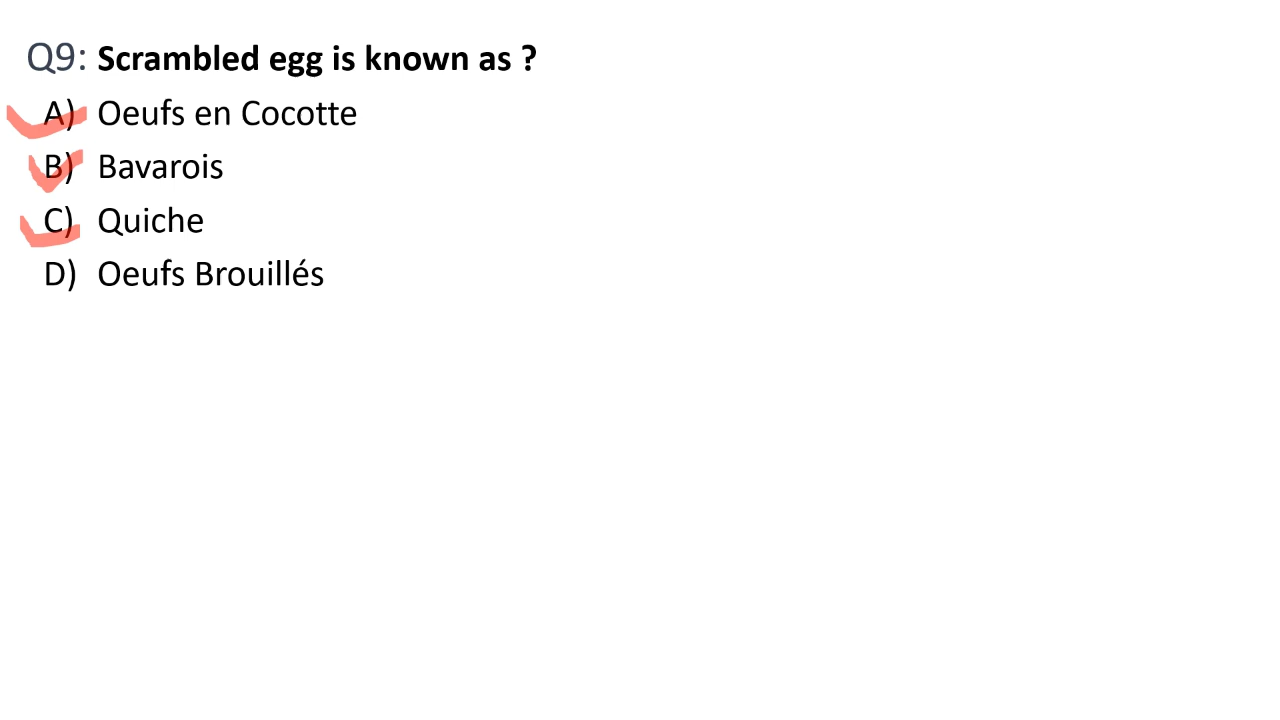 Q9: Scrambled egg is known as ?
A) Oeufs en Cocotte
B) Bavarois
C) Quiche
D) Oeufs Brouillés